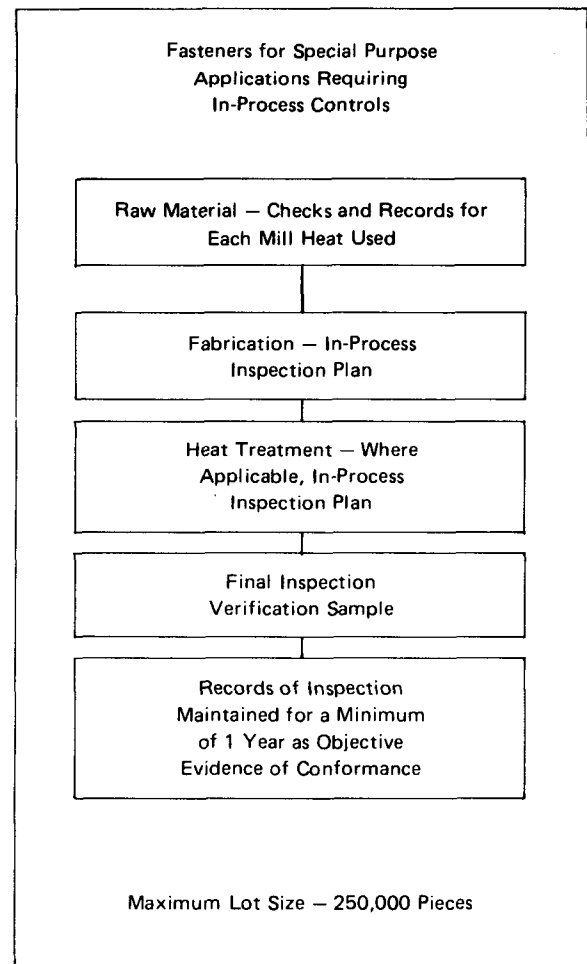 Fasteners for Special Purpose
Applications Requiring
In-Process Controls
Raw Material — Checks and Records for
Each Mill Heat Used
Fabrication — In-Process
Inspection Plan
Heat Treatment — Where
Applicable, In-Process
Inspection Plan
Final Inspection
Verification Sample
Records of Inspection
Maintained for a Minimum
of 1 Year as Objective
Evidence of Conformance
Maximum Lot Size — 250,000 Pieces